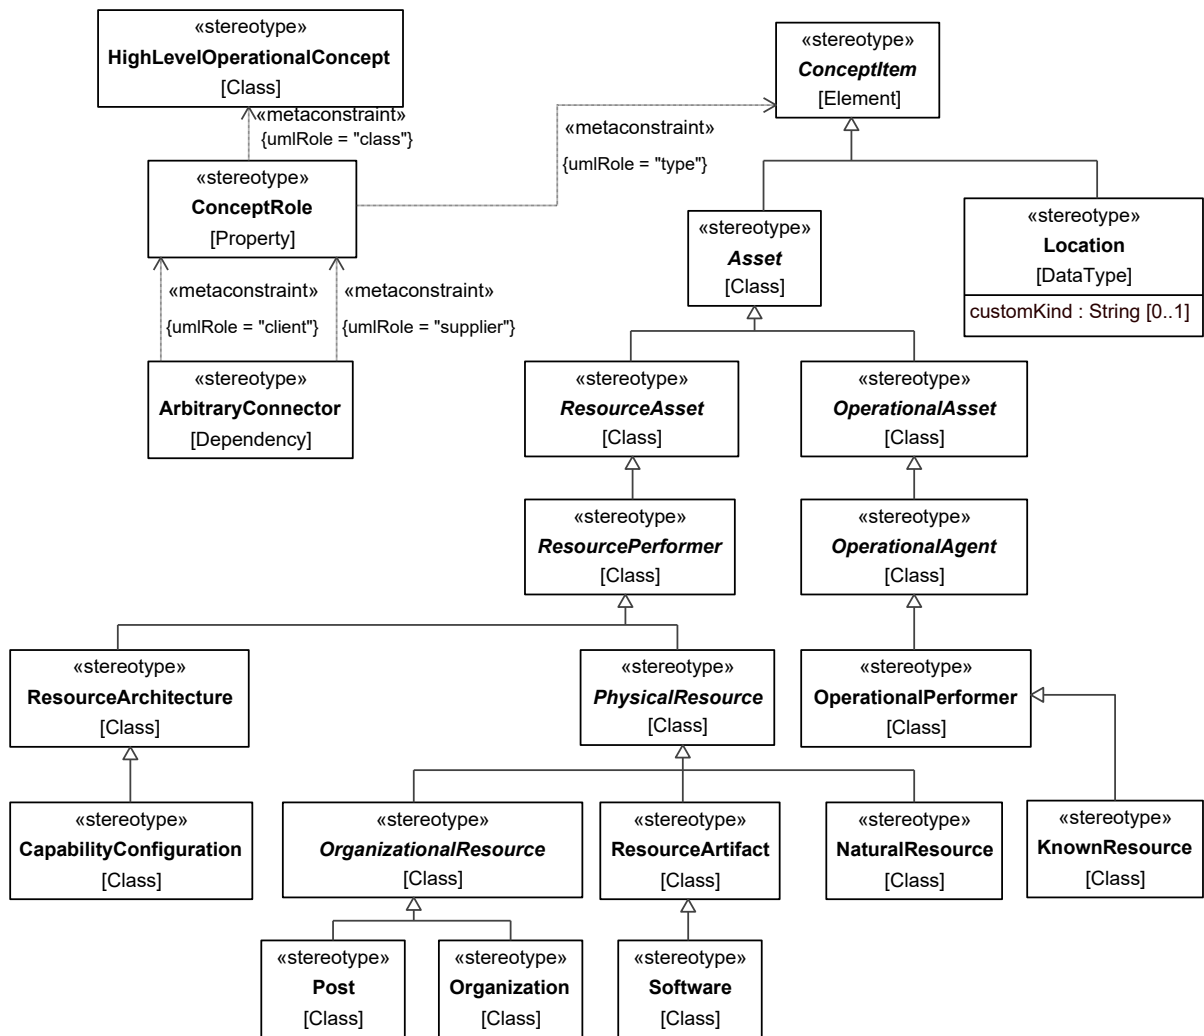 «stereotype»
HighLevelOperationalConcept
[Class]
«stereotype»
ConceptItem
[Element]
«metaconstraint»
{umlRole = "class"}
«metaconstraint»
{umlRole = "type"}
«stereotype»
ConceptRole
[Property]
«stereotype»
Asset
[Class]
«stereotype»
Location
[DataType]
customKind : String [0..1]
«metaconstraint»
{umlRole = "client"}
«metaconstraint»
{umlRole = "supplier"}
«stereotype»
ArbitraryConnector
[Dependency]
«stereotype»
ResourceAsset
[Class]
«stereotype»
OperationalAsset
[Class]
«stereotype»
ResourcePerformer
[Class]
«stereotype»
OperationalAgent
[Class]
«stereotype»
ResourceArchitecture
[Class]
«stereotype»
PhysicalResource
[Class]
«stereotype»
OperationalPerformer
[Class]
«stereotype»
CapabilityConfiguration
[Class]
«stereotype»
OrganizationalResource
[Class]
«stereotype»
ResourceArtifact
[Class]
«stereotype»
NaturalResource
[Class]
«stereotype»
KnownResource
[Class]
«stereotype»
Post
[Class]
«stereotype»
Organization
[Class]
«stereotype»
Software
[Class]